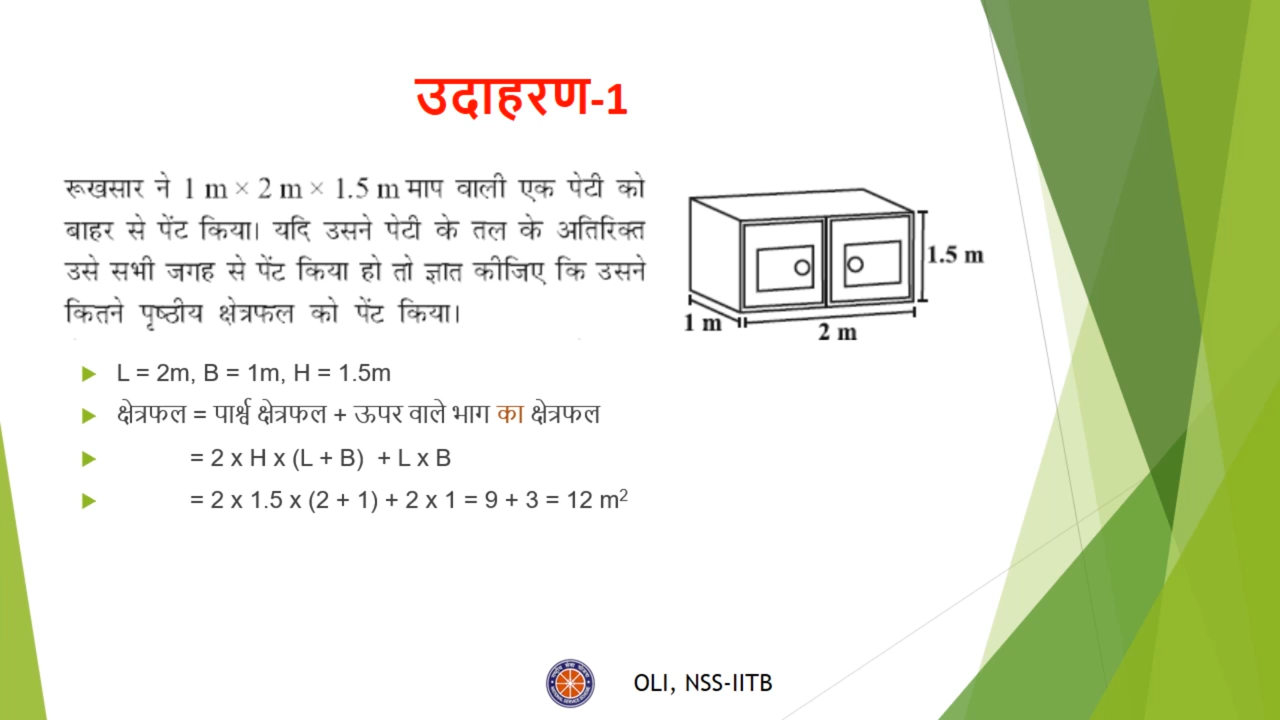 उदाहरण-1
रूखसार ने 1 m × 2 m × 1.5 m माप वाली एक पेटी को
बाहर से पेंट किया। यदि उसने पेटी के तल के अतिरिक्त
उसे सभी जगह से पेंट किया हो तो ज्ञात कीजिए कि उसने
कितने पृष्ठीय क्षेत्रफल को पेंट किया।
1.5 m
1 m
2 m
L = 2m, B = 1m, H = 1.5m
क्षेत्रफल = पार्श्व क्षेत्रफल + ऊपर वाले भाग का क्षेत्रफल
= 2 x H x (L + B) + L x B
= 2 x 1.5 x (2 + 1) + 2 x 1 = 9 + 3 = 12 m²
OLI, NSS-IITB